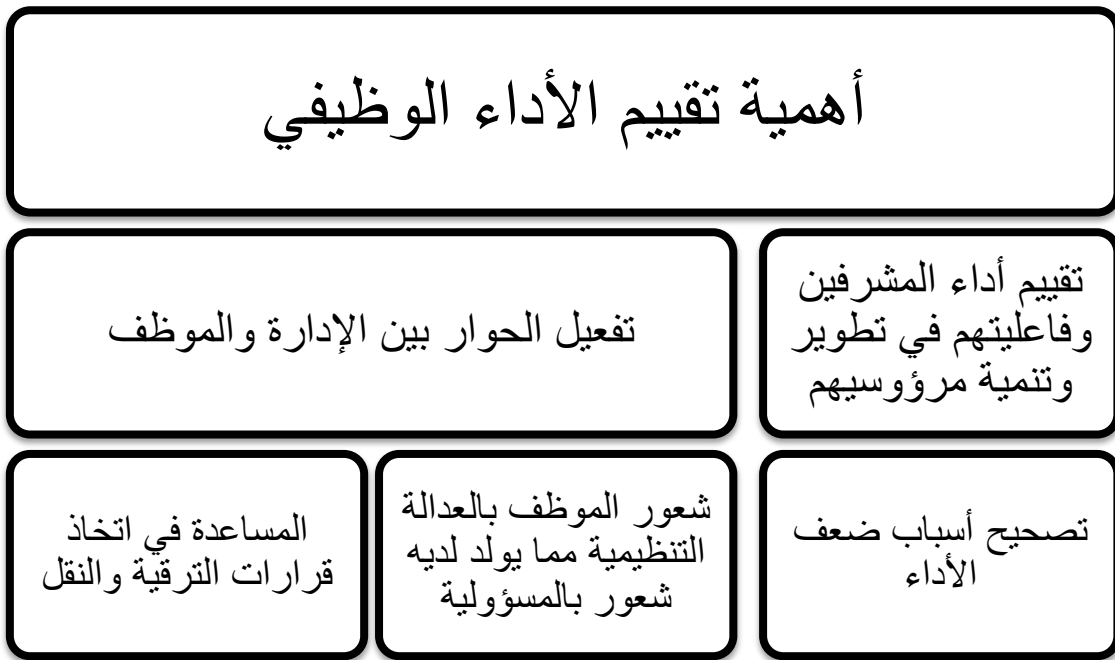 أهمية تقييم الأداء الوظيفي
تقييم أداء المشرفين
وفاعليتهم في تطوير
وتنمية مرؤوسيهم
تفعيل الحوار بين الإدارة والموظف
تصحيح أسباب ضعف
الأداء
شعور الموظف بالعدالة
التنظيمية مما يولد لديه
شعور بالمسؤولية
المساعدة في اتخاذ
قرارات الترقية والنقل